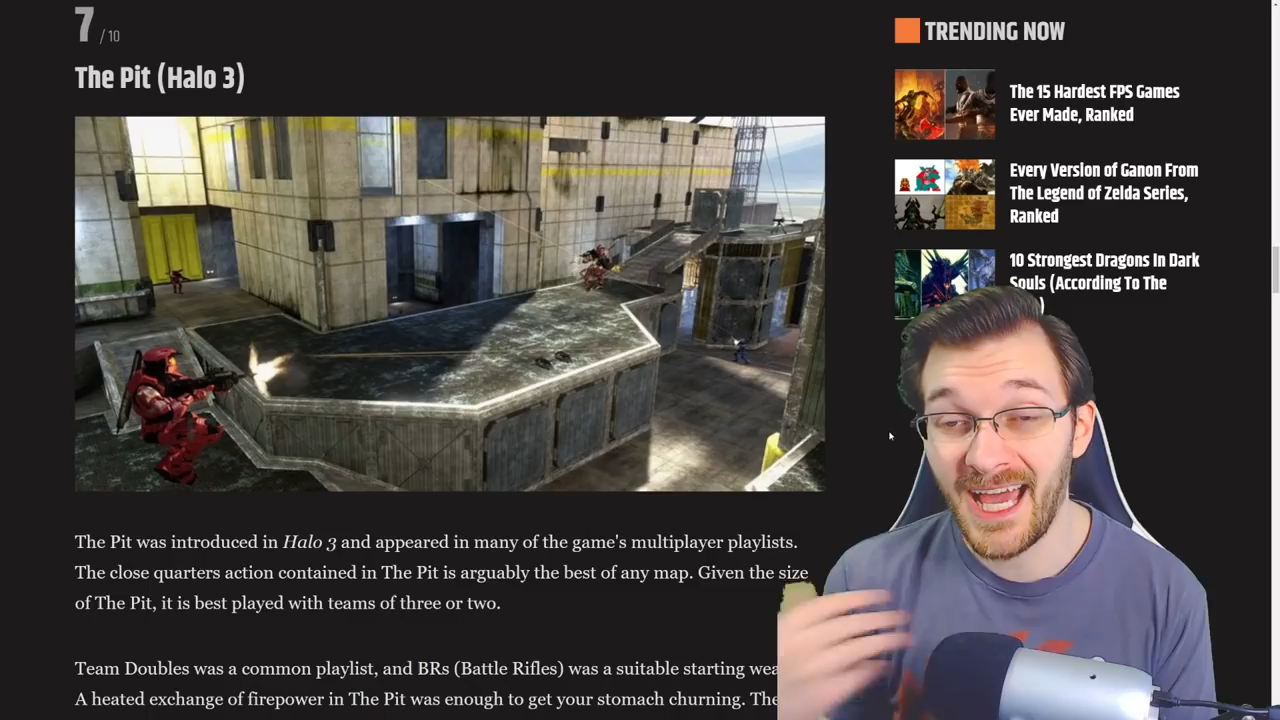 7 / 10
The Pit (Halo 3)
The Pit was introduced in Halo 3 and appeared in many of the game's multiplayer playlists.
The close quarters action contained in The Pit is arguably the best of any map. Given the size
of The Pit, it is best played with teams of three or two.
Team Doubles was a common playlist, and BRs (Battle Rifles) was a suitable starting
A heated exchange of firepower in The Pit was enough to get your stomach churning.
TRENDING NOW
The 15 Hardest FPS Games
Ever Made, Ranked
Every Version of Ganon From
The Legend of Zelda Series,
Ranked
10 Strongest Dragons In Dark
Souls (According To The